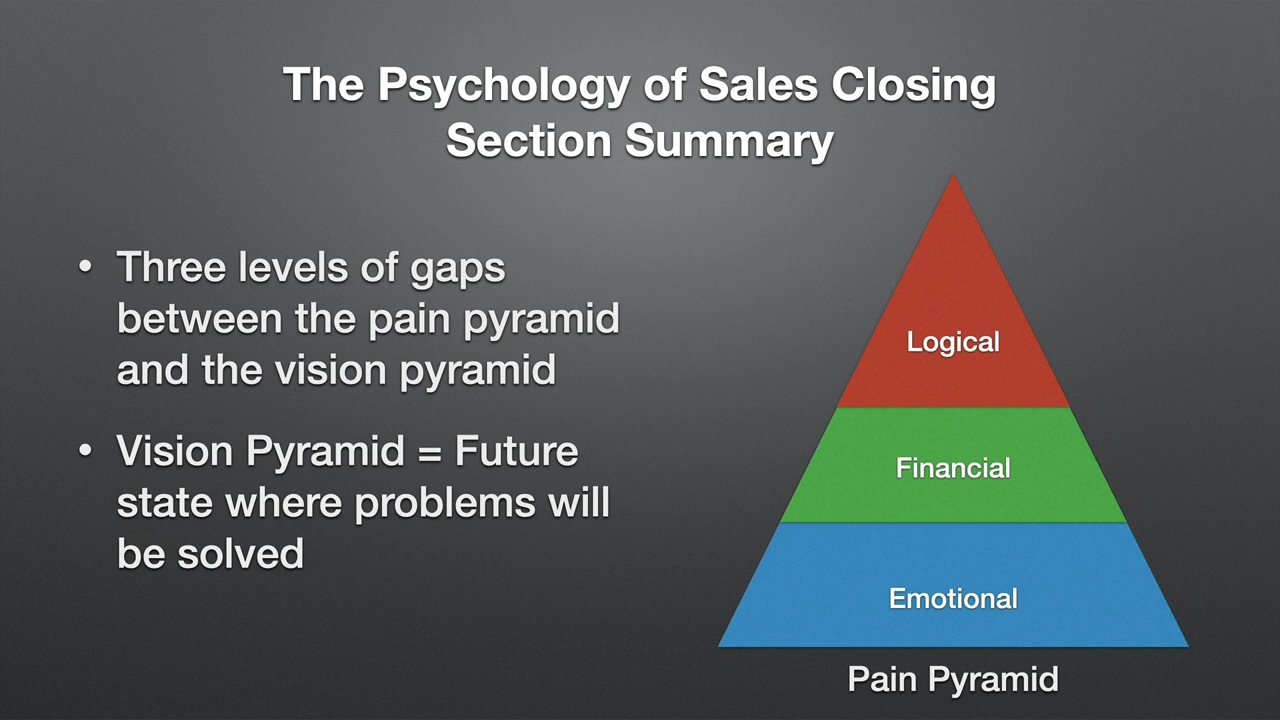 The Psychology of Sales Closing
Section Summary
• Three levels of gaps
between the pain pyramid
and the vision pyramid
• Vision Pyramid = Future
state where problems will
be solved
Logical
Financial
Emotional
Pain Pyramid